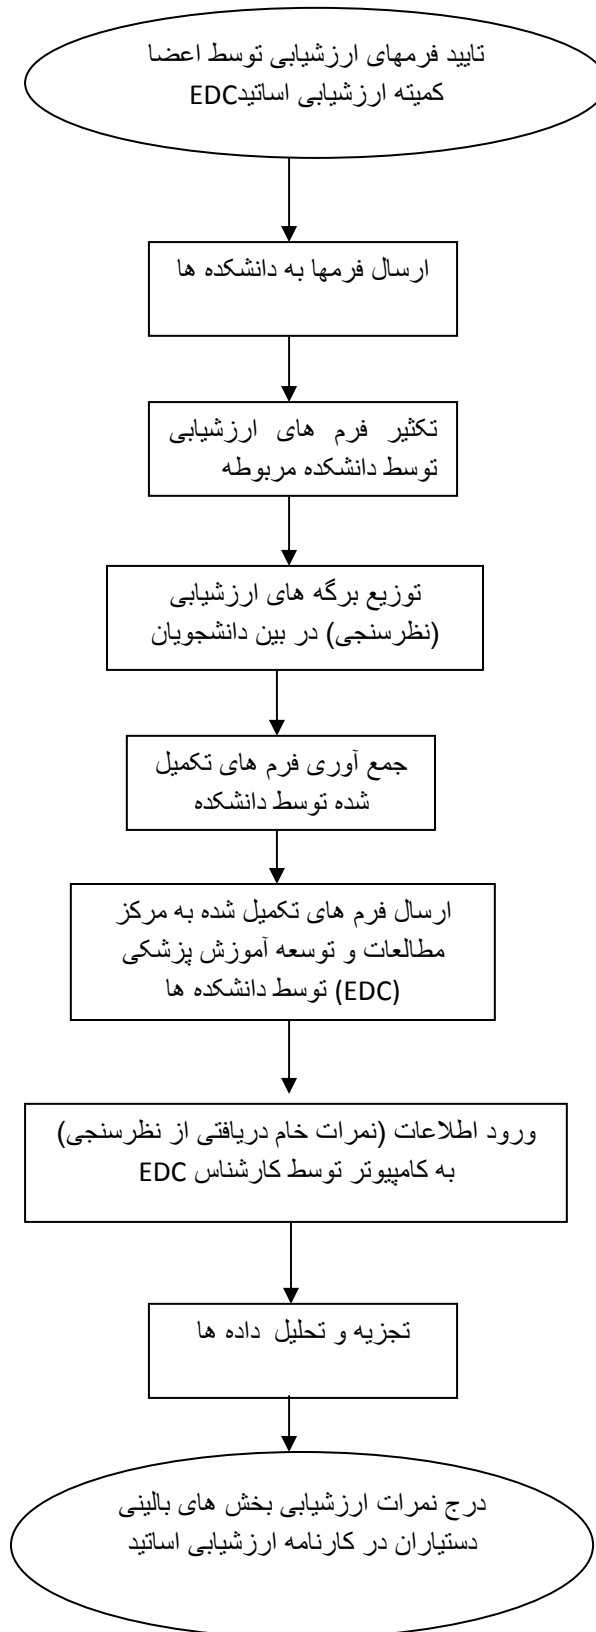 تایید فرمهای ارزشیابی توسط اعضا
کمیته ارزشیابی اساتیدEDC
ارسال فرمها به دانشکده ها
تکثیر فرم های ارزشیابی
توسط دانشکده مربوطه
توزیع برگه های ارزشیابی
(نظرسنجی) در بین دانشجویان
جمع آوری فرم های تکمیل
شده توسط دانشکده
ارسال فرم های تکمیل شده به مرکز
مطالعات و توسعه آموزش پزشکی
(EDC) توسط دانشکده ها
ورود اطلاعات (نمرات خام دریافتی از نظرسنجی)
به کامپیوتر توسط کارشناس EDC
تجزیه و تحلیل داده ها
درج نمرات ارزشیابی بخش های بالینی
دستیاران در کارنامه ارزشیابی اساتید